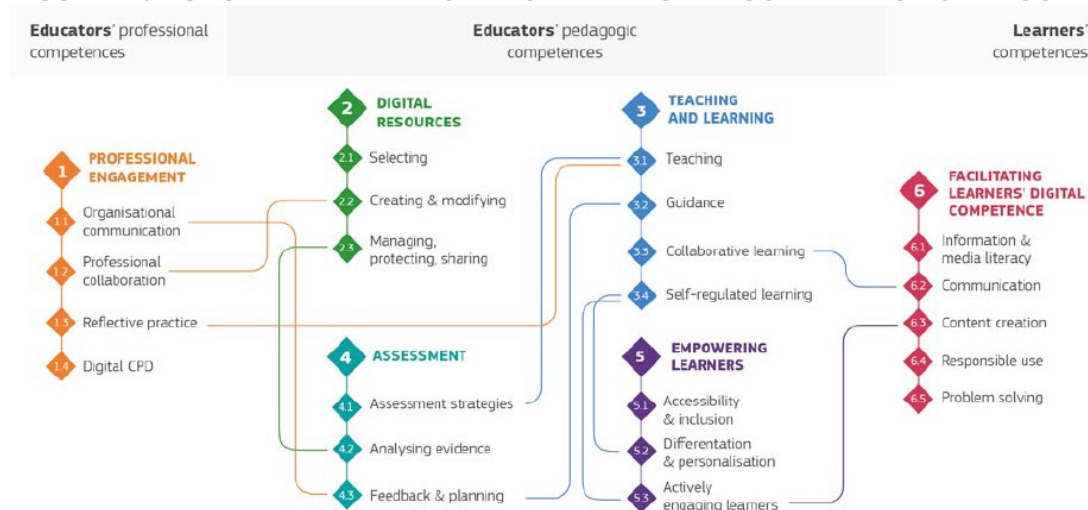 Educators' professional
competences
Educators' pedagogic
competences
Learners'
competences
1
PROFESSIONAL
ENGAGEMENT
1.1
Organisational
communication
1.2
Professional
collaboration
1.3
Reflective practice
1.4
Digital CPD
2
DIGITAL
RESOURCES
2.1
Selecting
2.2
Creating & modifying
2.3
Managing,
protecting, sharing
3
TEACHING
AND LEARNING
3.1
Teaching
3.2
Guidance
3.3
Collaborative learning
3.4
Self-regulated learning
4
ASSESSMENT
4.1
Assessment strategies
4.2
Analysing evidence
4.3
Feedback & planning
5
EMPOWERING
LEARNERS
5.1
Accessibility
& inclusion
5.2
Differentation
& personalisation
5.3
Actively
engaging learners
6
FACILITATING
LEARNERS' DIGITAL
COMPETENCE
6.1
Information &
media literacy
6.2
Communication
6.3
Content creation
6.4
Responsible use
6.5
Problem solving